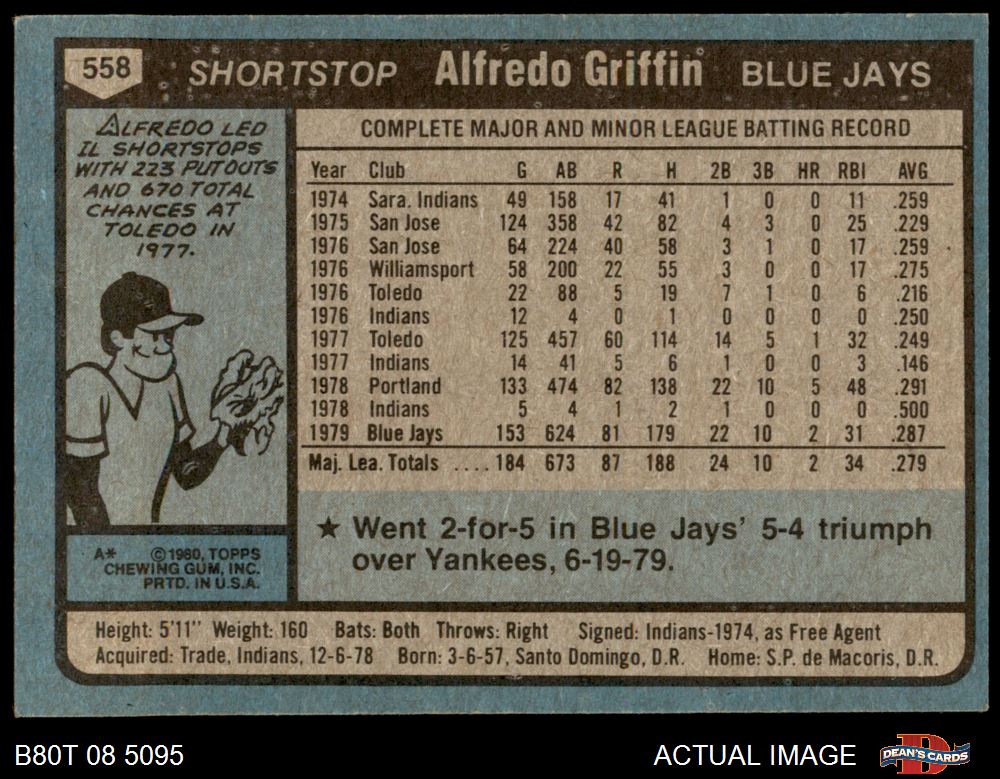 558 SHORTSTOP Alfredo Griffin BLUE JAYS
ALFREDO LED
IL SHORTSTOPS
WITH 223 PUTOUTS
AND 670 TOTAL
CHANCES AT
TOLEDO IN
1977.
COMPLETE MAJOR AND MINOR LEAGUE BATTING RECORD
Year Club G AB R H 2B 3B HR RBI AVG
1974 Sara. Indians 49 158 17 41 1 0 0 11 .259
1975 San Jose 124 358 42 82 4 3 0 25 .229
1976 San Jose 64 224 40 58 3 1 0 17 .259
1976 Williamsport 58 200 22 55 3 0 0 17 .275
1976 Toledo 22 88 5 19 7 1 0 6 .216
1976 Indians 12 4 0 1 0 0 0 0 .250
1977 Toledo 125 457 60 114 14 5 1 32 .249
1977 Indians 14 41 5 6 1 0 0 3 .146
1978 Portland 133 474 82 138 22 10 5 48 .291
1978 Indians 5 4 1 2 1 0 0 0 .500
1979 Blue Jays 153 624 81 179 22 10 2 31 .287
Maj. Lea. Totals ....184 673 87 188 24 10 2 34 .279
★ Went 2-for-5 in Blue Jays' 5-4 triumph
over Yankees, 6-19-79.
A* ©1980, TOPPS
CHEWING GUM, INC.
PRTD. IN U.S.A.
Height: 5'11" Weight: 160 Bats: Both Throws: Right Signed: Indians-1974, as Free Agent
Acquired: Trade, Indians, 12-6-78 Born: 3-6-57, Santo Domingo, D.R. Home: S.P. de Macoris, D.R.
B80T 08 5095 ACTUAL IMAGE D DEAN'S CARDS